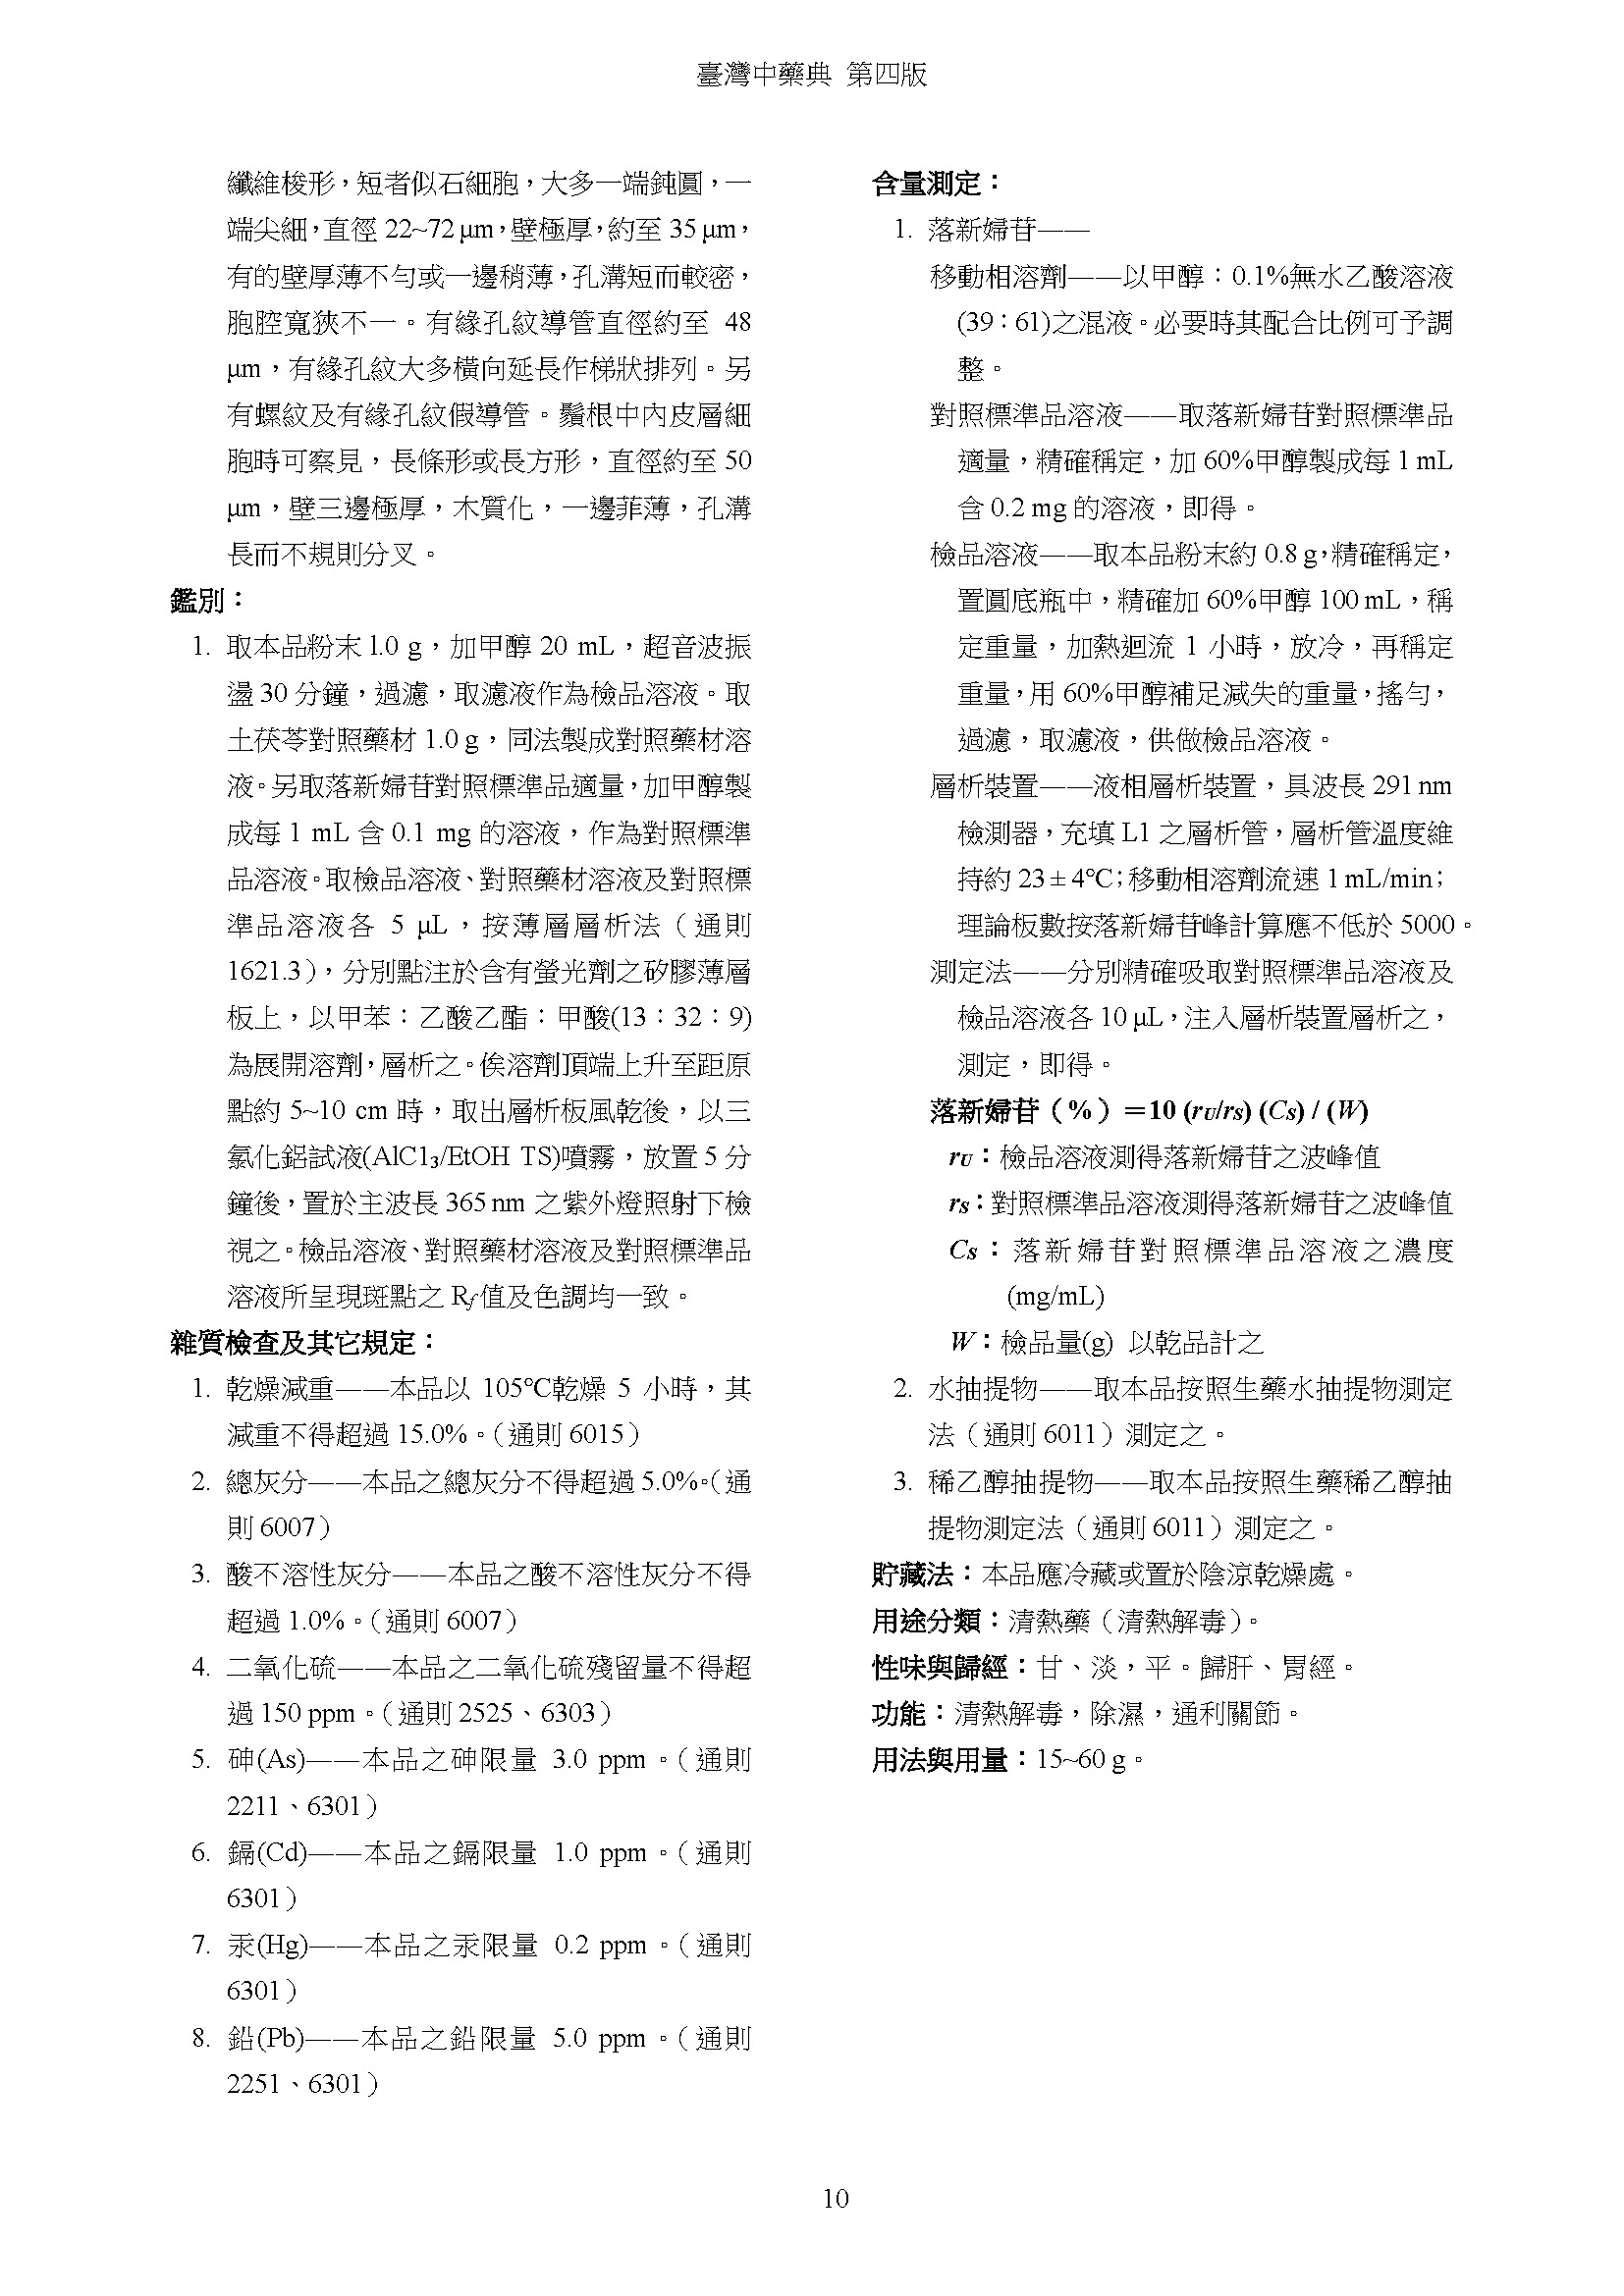 臺灣中藥典 第四版
纖維梭形，短者似石細胞，大多一端鈍圓，一
端尖細，直徑 22~72 μm，壁極厚，約至 35 μm，
有的壁厚薄不勻或一邊稍薄，孔溝短而較密，
胞腔寬狹不一。有緣孔紋導管直徑約至 48
μm，有緣孔紋大多橫向延長作梯狀排列。另
有螺紋及有緣孔紋假導管。鬚根中內皮層細
胞時可察見，長條形或長方形，直徑約至 50
μm，壁三邊極厚，木質化，一邊菲薄，孔溝
長而不規則分叉。
鑑別：
1. 取本品粉末 1.0 g，加甲醇 20 mL，超音波振
盪 30 分鐘，過濾，取濾液作為檢品溶液。取
土茯苓對照藥材 1.0 g，同法製成對照藥材溶
液。另取落新婦苷對照標準品適量，加甲醇製
成每 1 mL 含 0.1 mg 的溶液，作為對照標準
品溶液。取檢品溶液、對照藥材溶液及對照標
準品溶液各 5 μL，按薄層層析法（通則
1621.3），分別點注於含有螢光劑之矽膠薄層
板上，以甲苯：乙酸乙酯：甲酸(13：32：9)
為展開溶劑，層析之。俟溶劑頂端上升至距原
點約 5~10 cm 時，取出層析板風乾後，以三
氯化鋁試液(AlCl3/EtOH TS)噴霧，放置 5 分
鐘後，置於主波長 365 nm 之紫外燈照射下檢
視之。檢品溶液、對照藥材溶液及對照標準品
溶液所呈現斑點之 Rf 值及色調均一致。
雜質檢查及其它規定：
1. 乾燥減重——本品以 105℃乾燥 5 小時，其
減重不得超過 15.0%。（通則 6015）
2. 總灰分——本品之總灰分不得超過 5.0%。（通
則 6007）
3. 酸不溶性灰分——本品之酸不溶性灰分不得
超過 1.0%。（通則 6007）
4. 二氧化硫——本品之二氧化硫殘留量不得超
過 150 ppm。（通則 2525、6303）
5. 砷(As)——本品之砷限量 3.0 ppm。（通則
2211、6301）
6. 鎘(Cd)——本品之鎘限量 1.0 ppm。（通則
6301）
7. 汞(Hg)——本品之汞限量 0.2 ppm。（通則
6301）
8. 鉛(Pb)——本品之鉛限量 5.0 ppm。（通則
2251、6301）
含量測定：
1. 落新婦苷——
移動相溶劑——以甲醇：0.1%無水乙酸溶液
(39：61)之混液。必要時其配合比例可予調
整。
對照標準品溶液——取落新婦苷對照標準品
適量，精確稱定，加 60%甲醇製成每 1 mL
含 0.2 mg 的溶液，即得。
檢品溶液——取本品粉末約 0.8 g，精確稱定，
置圓底瓶中，精確加 60%甲醇 100 mL，稱
定重量，加熱迴流 1 小時，放冷，再稱定
重量，用 60%甲醇補足減失的重量，搖勻，
過濾，取濾液，供做檢品溶液。
層析裝置——液相層析裝置，具波長 291 nm
檢測器，充填 L1 之層析管，層析管溫度維
持約 23 ± 4℃；移動相溶劑流速 1 mL/min；
理論板數按落新婦苷峰計算應不低於 5000。
測定法——分別精確吸取對照標準品溶液及
檢品溶液各 10 μL，注入層析裝置層析之，
測定，即得。
落新婦苷（%）＝10 (rU/rS) (CS) / (W)
rU：檢品溶液測得落新婦苷之波峰值
rS：對照標準品溶液測得落新婦苷之波峰值
CS：落新婦苷對照標準品溶液之濃度
(mg/mL)
W：檢品量(g) 以乾品計之
2. 水抽提物——取本品按照生藥水抽提物測定
法（通則 6011）測定之。
3. 稀乙醇抽提物——取本品按照生藥稀乙醇抽
提物測定法（通則 6011）測定之。
貯藏法：本品應冷藏或置於陰涼乾燥處。
用途分類：清熱藥（清熱解毒）。
性味與歸經：甘、淡，平。歸肝、胃經。
功能：清熱解毒，除濕，通利關節。
用法與用量：15~60 g。
10